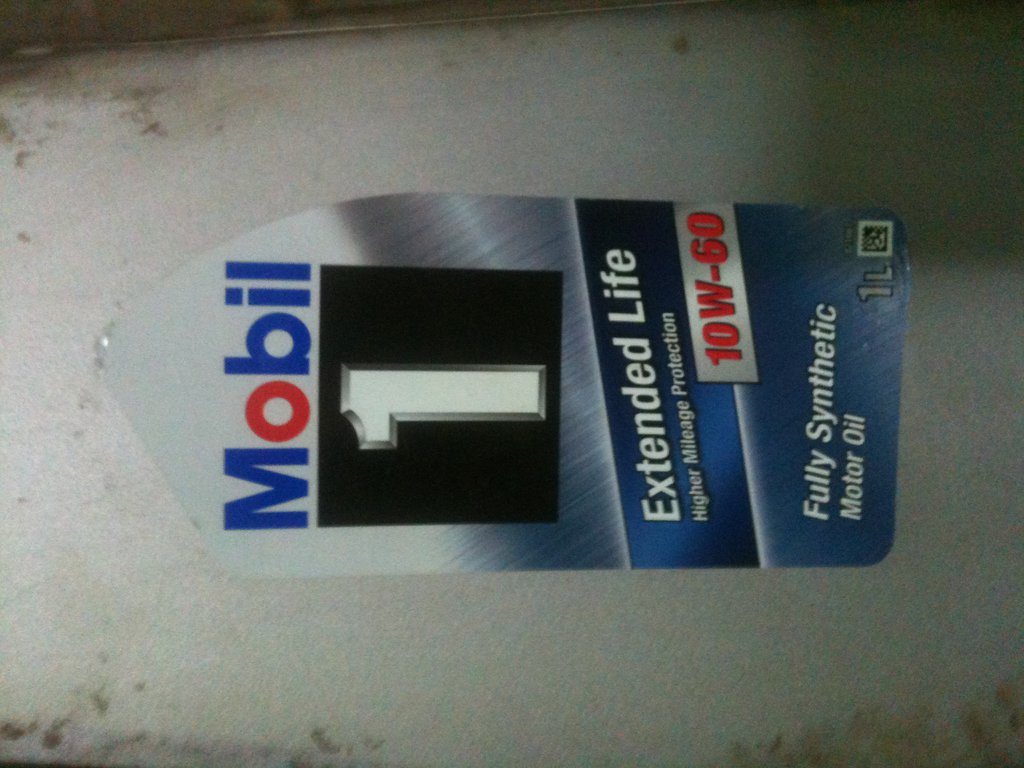 Mobil
1
Extended Life
Higher Mileage Protection
10W-60
Fully Synthetic
Motor Oil
1L